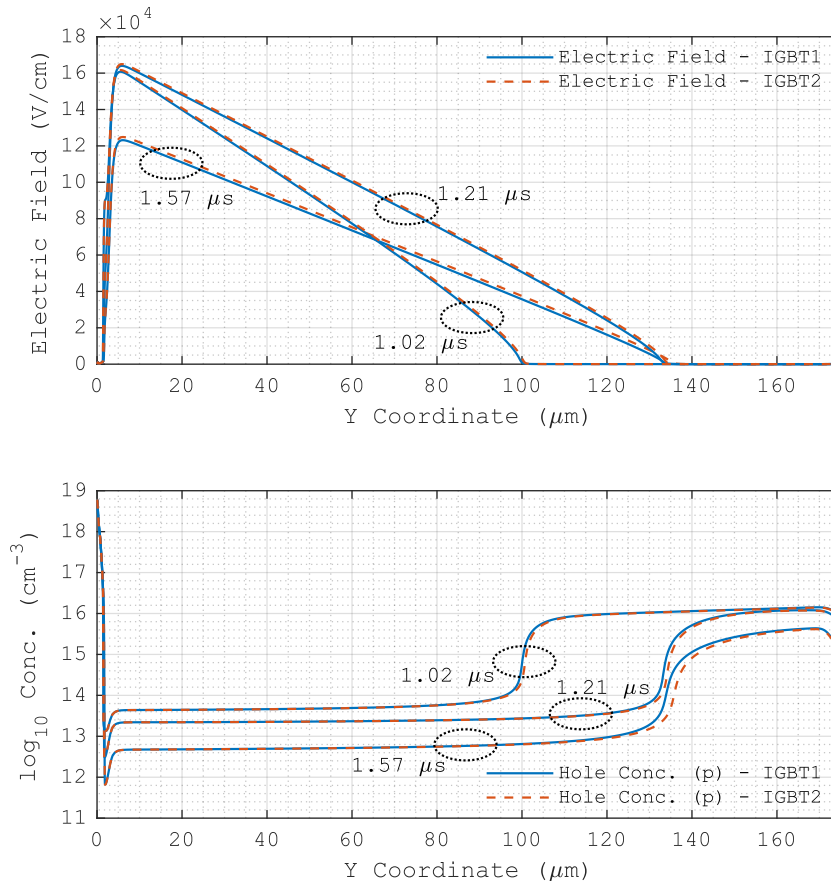 ×10⁴
18
16
14
12
10
8
6
4
2
0
Electric Field (V/cm)
Electric Field - IGBT1
Electric Field - IGBT2
1.57 μs
1.21 μs
1.02 μs
0 20 40 60 80 100 120 140 160
Y Coordinate (μm)
19
18
17
16
15
14
13
12
11
log₁₀ Conc. (cm⁻³)
1.02 μs
1.21 μs
1.57 μs
Hole Conc. (p) - IGBT1
Hole Conc. (p) - IGBT2
0 20 40 60 80 100 120 140 160
Y Coordinate (μm)